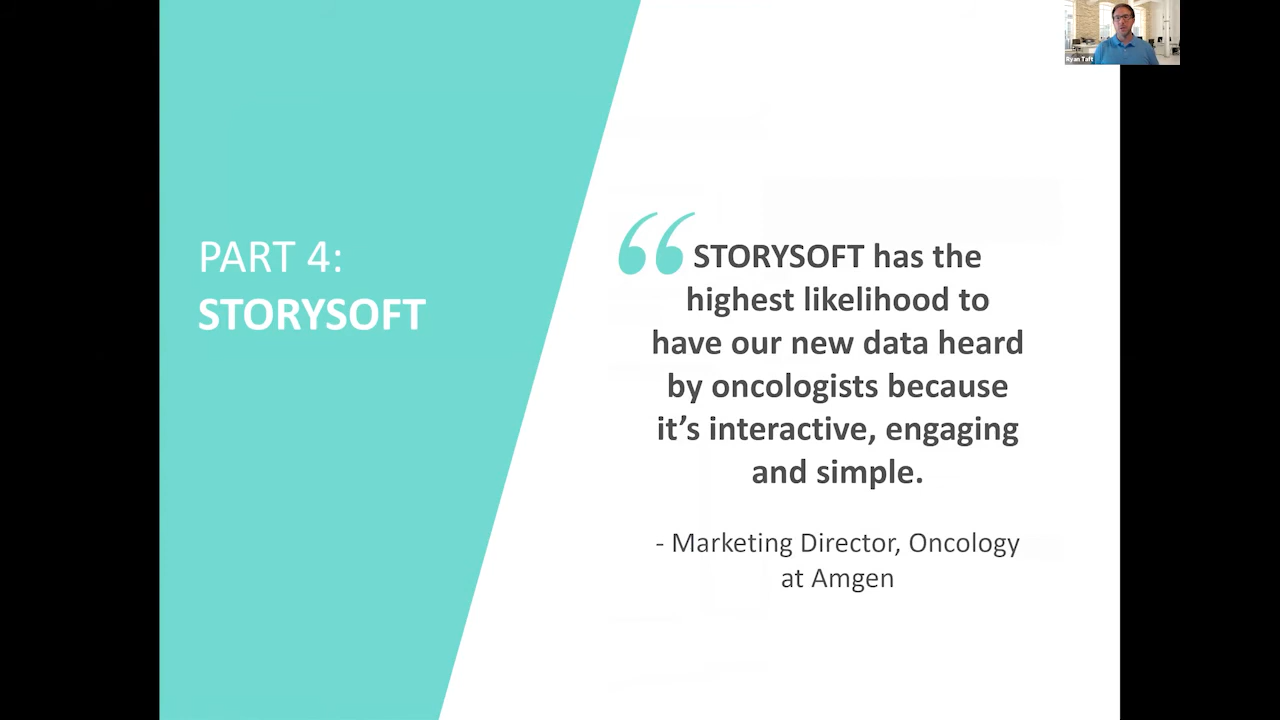 Ryan Taft
PART 4:
STORYSOFT
“ STORYSOFT has the
highest likelihood to
have our new data heard
by oncologists because
it’s interactive, engaging
and simple.
- Marketing Director, Oncology
at Amgen